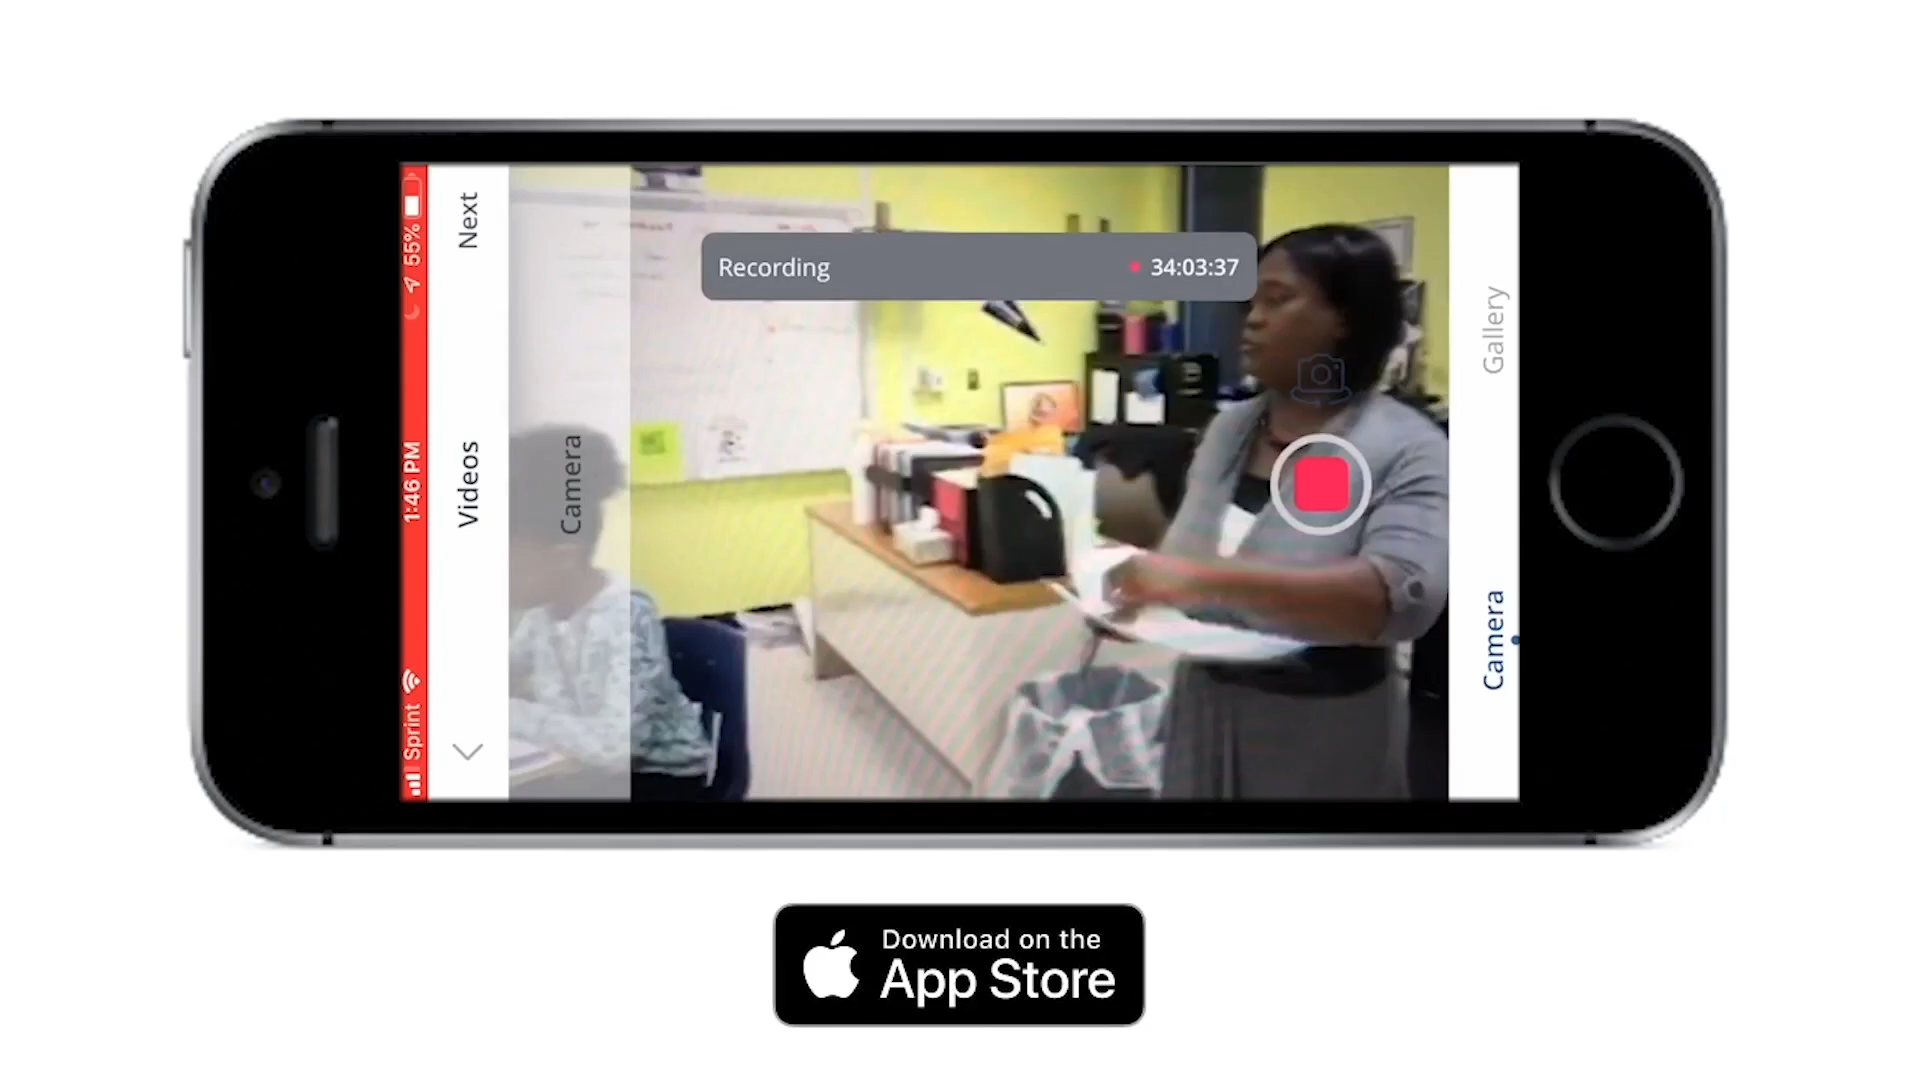 Sprint
1:46 PM
55%
Videos
Next
Camera
Recording
34:03:37
Camera
Gallery
Download on the
App Store